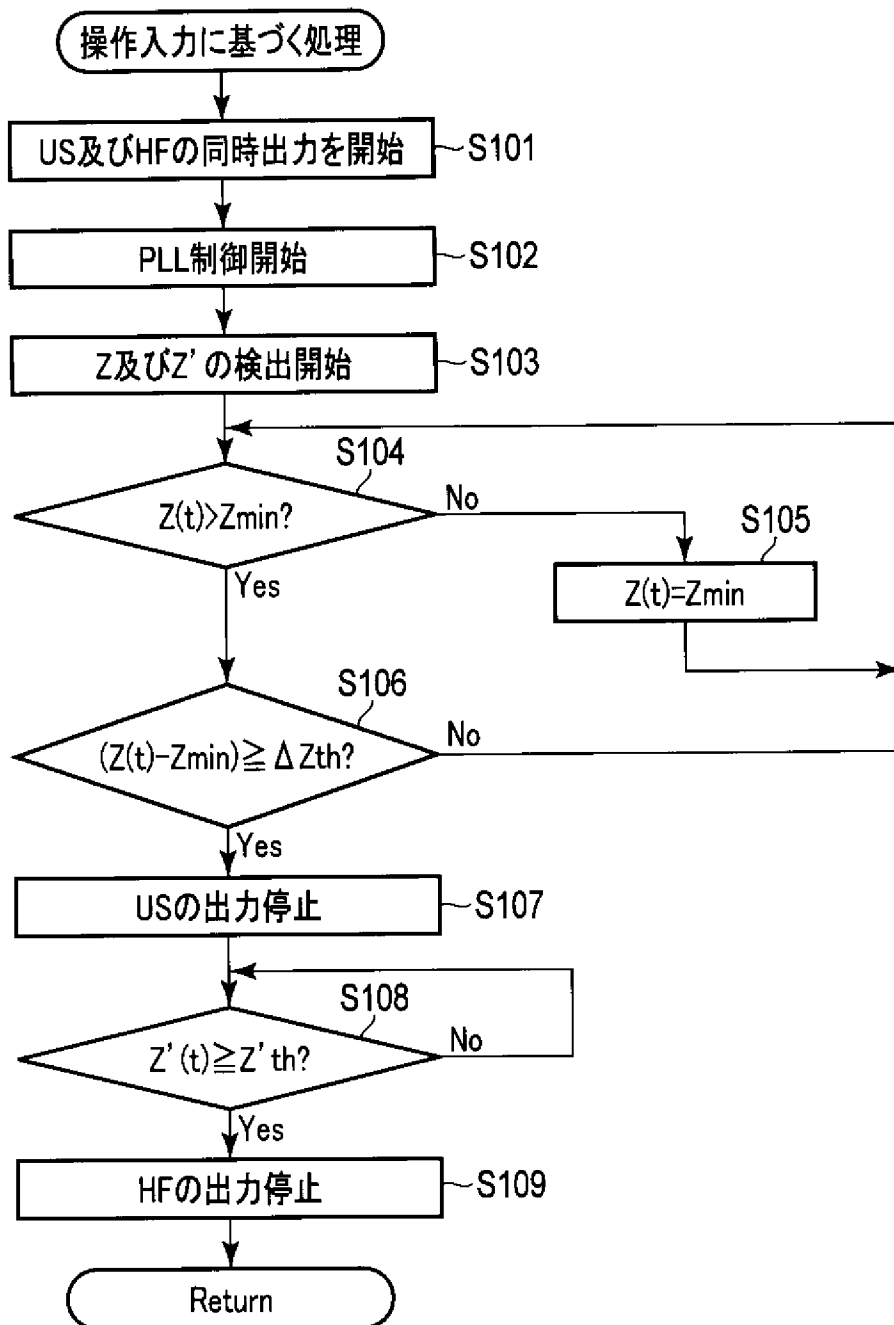 操作入力に基づく処理
US及びHFの同時出力を開始
S101
PLL制御開始
S102
Z及びZ'の検出開始
S103
S104
Z(t)>Zmin?
No
Yes
S105
Z(t)=Zmin
S106
(Z(t)-Zmin)≧ΔZth?
No
Yes
USの出力停止
S107
S108
Z'(t)≧Z'th?
No
Yes
HFの出力停止
S109
Return